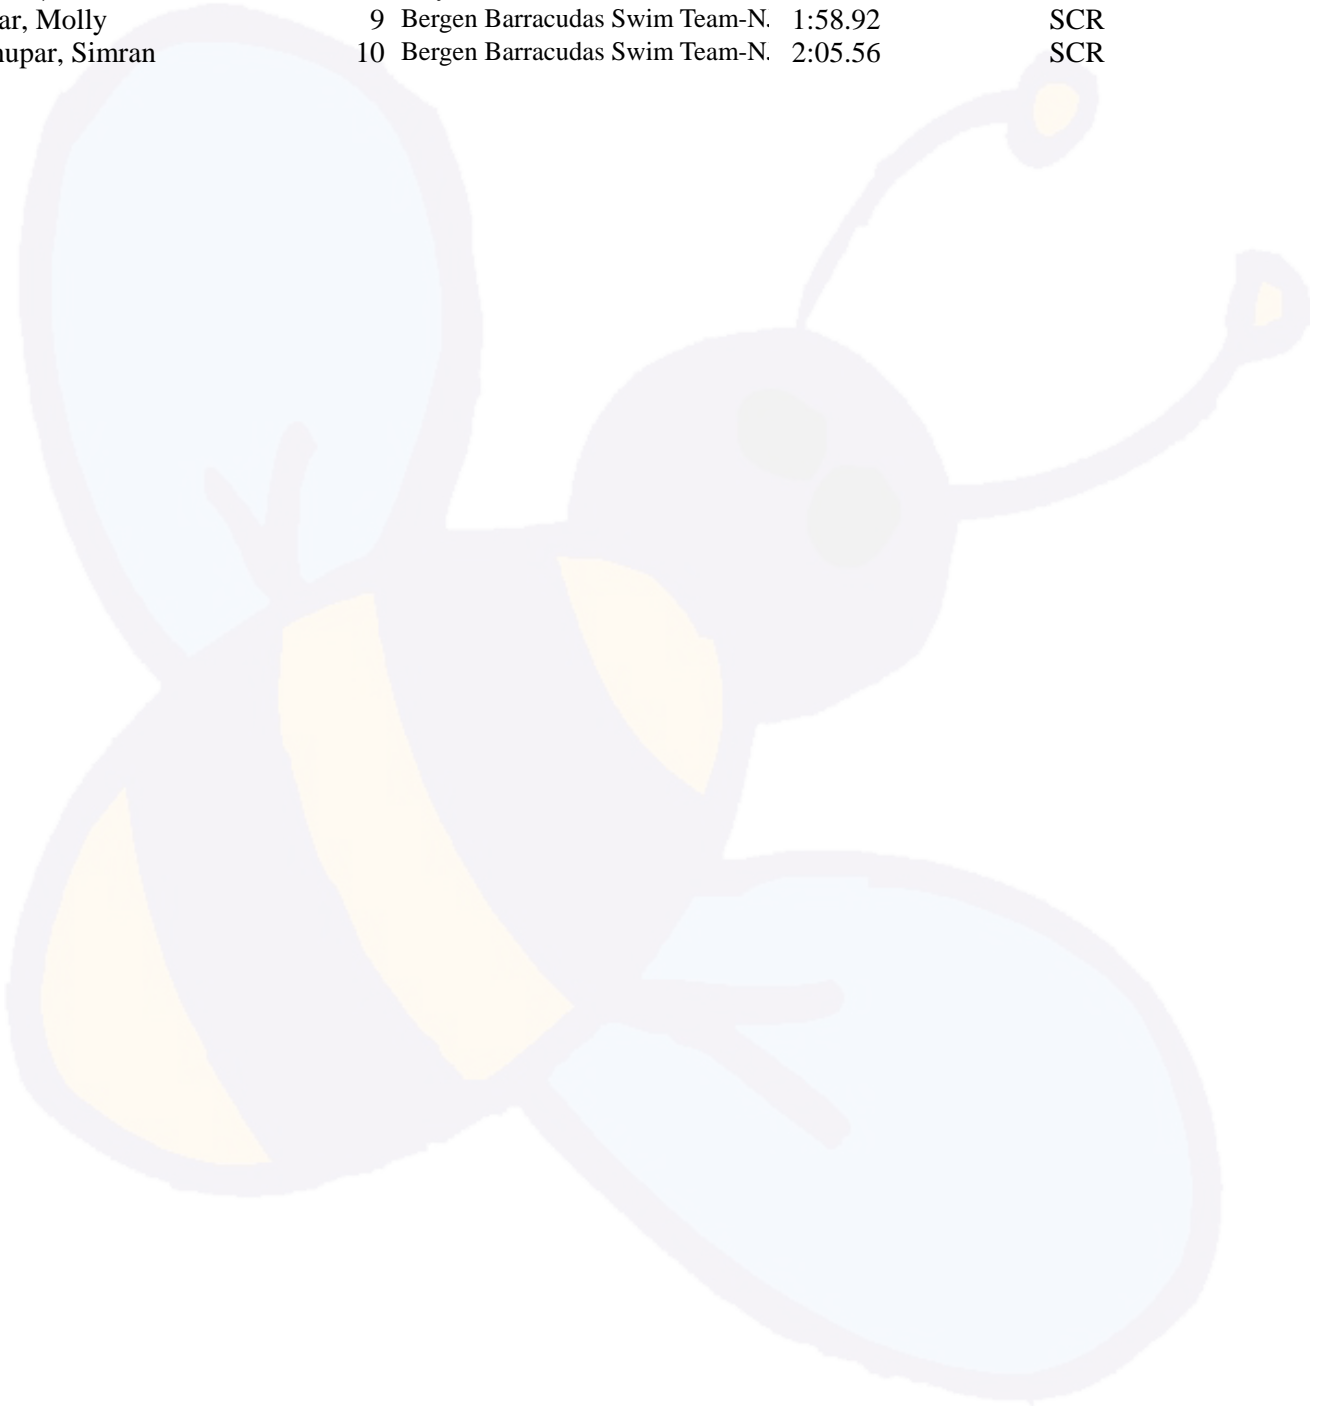 ar, Molly 9 Bergen Barracudas Swim Team-N. 1:58.92 SCR
upar, Simran 10 Bergen Barracudas Swim Team-N. 2:05.56 SCR